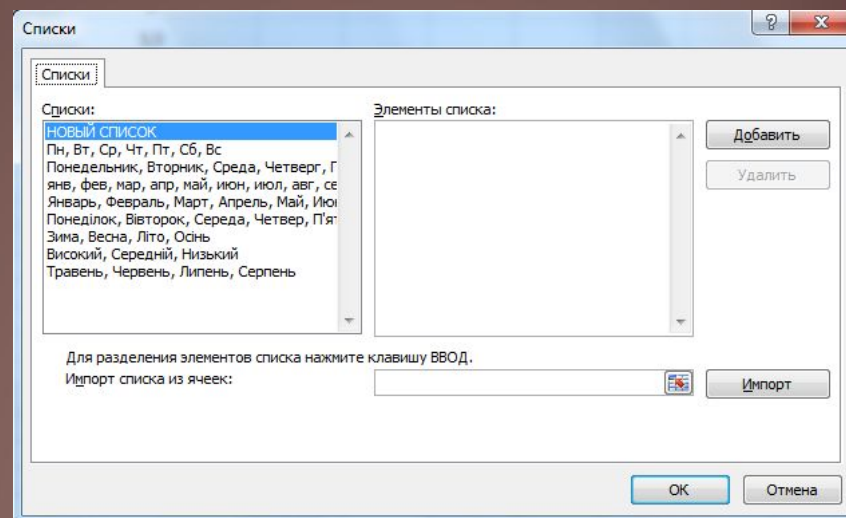 Списки
Списки
Списки:
НОВЫЙ СПИСОК
Пн, Вт, Ср, Чт, Пт, Сб, Вс
Понедельник, Вторник, Среда, Четверг, П
янв, фев, мар, апр, май, июн, июл, авг, се
Январь, Февраль, Март, Апрель, Май, Июн
Понеділок, Вівторок, Середа, Четвер, П'ят
Зима, Весна, Літо, Осінь
Високий, Середній, Низький
Травень, Червень, Липень, Серпень
Элементы списка:
Добавить
Удалить
Для разделения элементов списка нажмите клавишу ВВОД.
Импорт списка из ячеек:
Импорт
ОК
Отмена